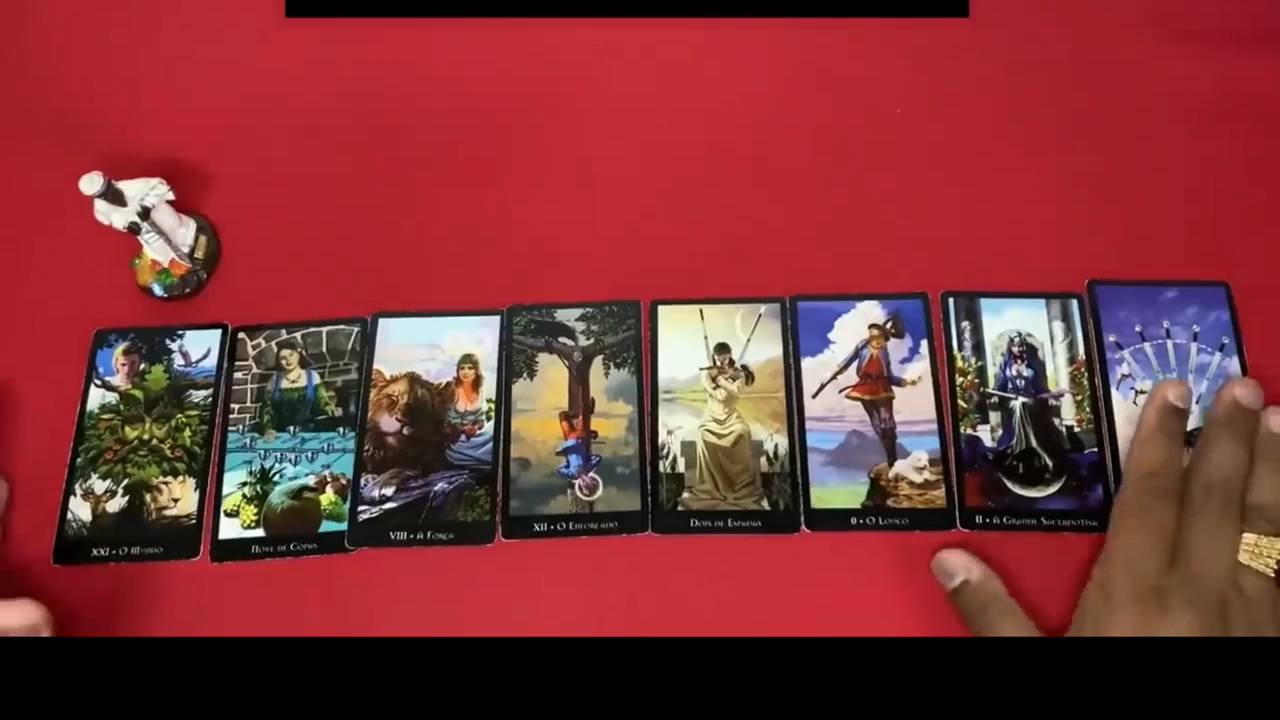 XXI • O Mundo
Nove de Copas
VIII • A Força
XII • O Enforcado
Dois de Espadas
0 • O Louco
II • A Grande Sacerdotisa